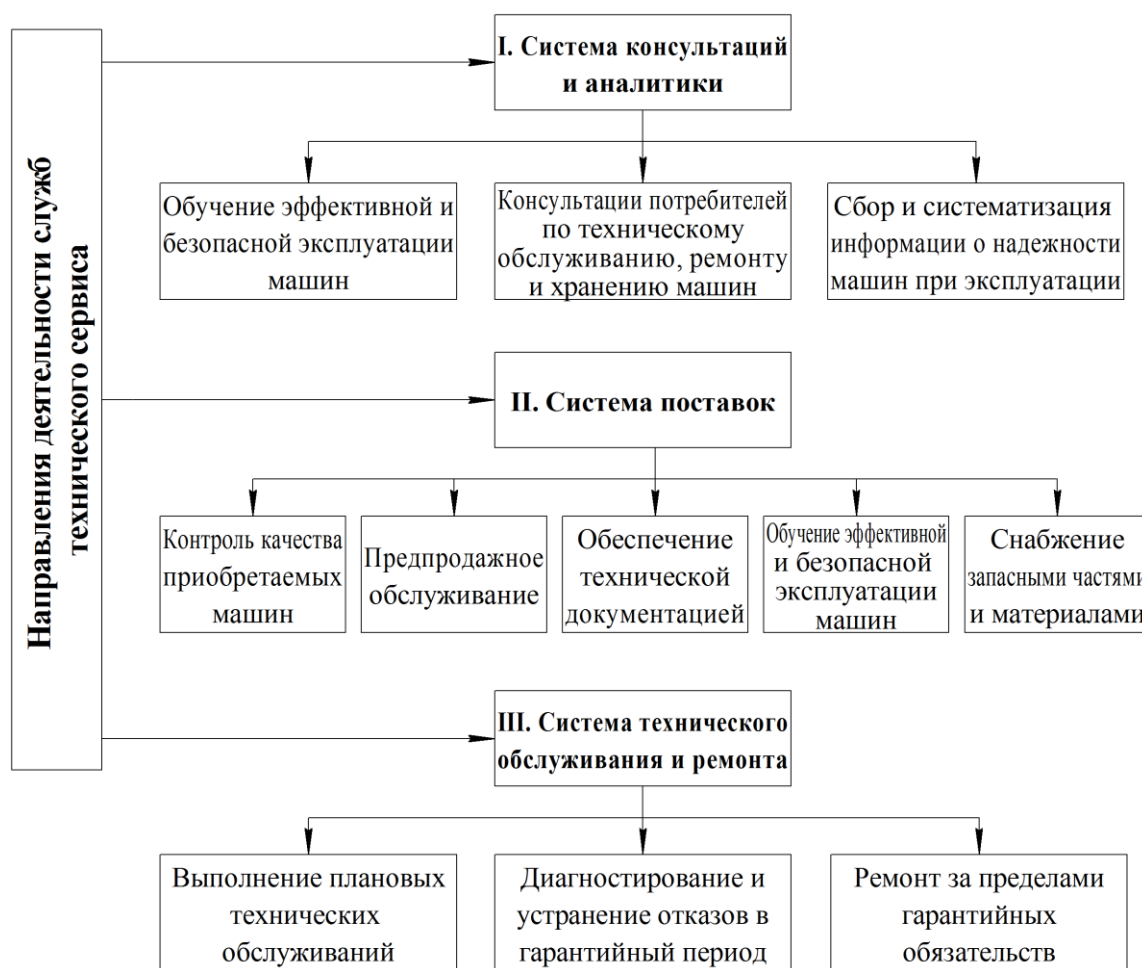 Направления деятельности служб
технического сервиса
I. Система консультаций
и аналитики
Обучение эффективной и
безопасной эксплуатации
машин
Консультации потребителей
по техническому
обслуживанию, ремонту
и хранению машин
Сбор и систематизация
информации о надежности
машин при эксплуатации
II. Система поставок
Контроль качества
приобретаемых
машин
Предпродажное
обслуживание
Обеспечение
технической
документацией
Обучение эффективной
и безопасной
эксплуатации
машин
Снабжение
запасными частями
и материалами
III. Система технического
обслуживания и ремонта
Выполнение плановых
технических
обслуживаний
Диагностирование и
устранение отказов в
гарантийный период
Ремонт за пределами
гарантийных
обязательств